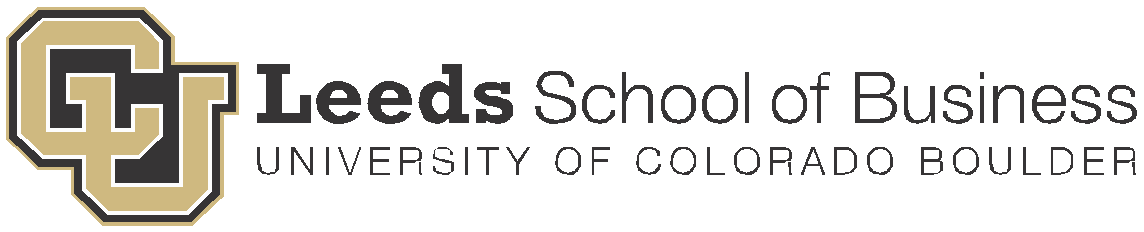 CU
Leeds School of Business
UNIVERSITY OF COLORADO BOULDER